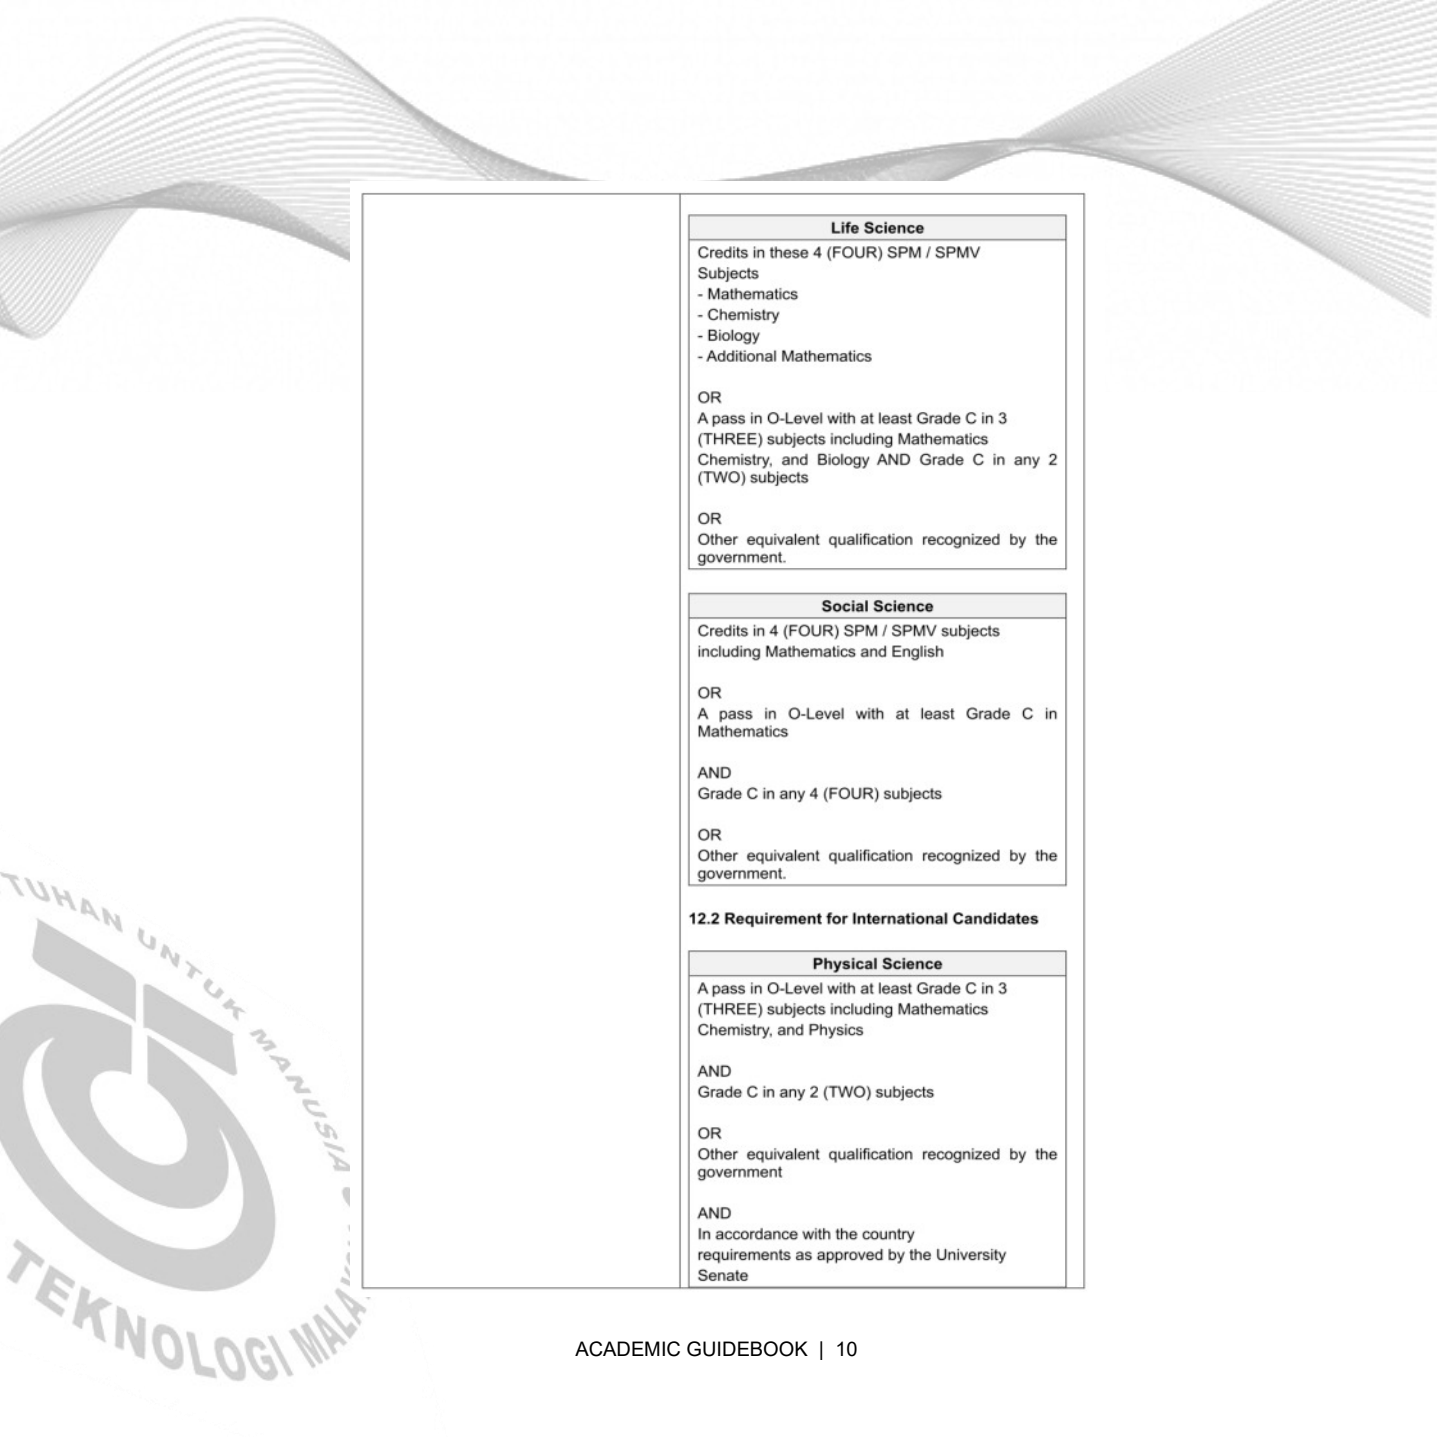 Life Science
Credits in these 4 (FOUR) SPM / SPMV
Subjects
- Mathematics
- Chemistry
- Biology
- Additional Mathematics
OR
A pass in O-Level with at least Grade C in 3
(THREE) subjects including Mathematics
Chemistry, and Biology AND Grade C in any 2
(TWO) subjects
OR
Other equivalent qualification recognized by the
government.
Social Science
Credits in 4 (FOUR) SPM / SPMV subjects
including Mathematics and English
OR
A pass in O-Level with at least Grade C in
Mathematics
AND
Grade C in any 4 (FOUR) subjects
OR
Other equivalent qualification recognized by the
government.
12.2 Requirement for International Candidates
Physical Science
A pass in O-Level with at least Grade C in 3
(THREE) subjects including Mathematics
Chemistry, and Physics
AND
Grade C in any 2 (TWO) subjects
OR
Other equivalent qualification recognized by the
government
AND
In accordance with the country
requirements as approved by the University
Senate
TUHAN UNTUK MANUSIA
TEKNOLOGI
ACADEMIC GUIDEBOOK | 10